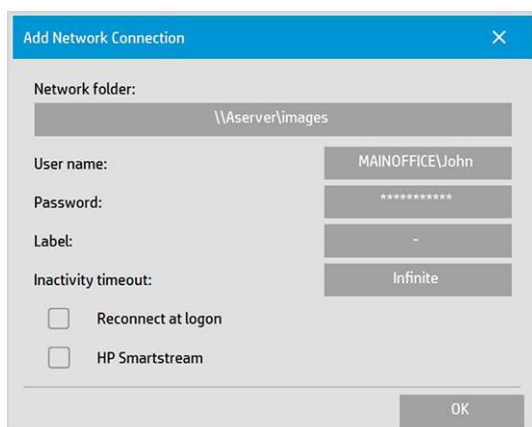 Add Network Connection
Network folder:
\\Aserver\images
User name: MAINOFFICE\John
Password: ***********
Label: -
Inactivity timeout: Infinite
Reconnect at logon
HP Smartstream
OK